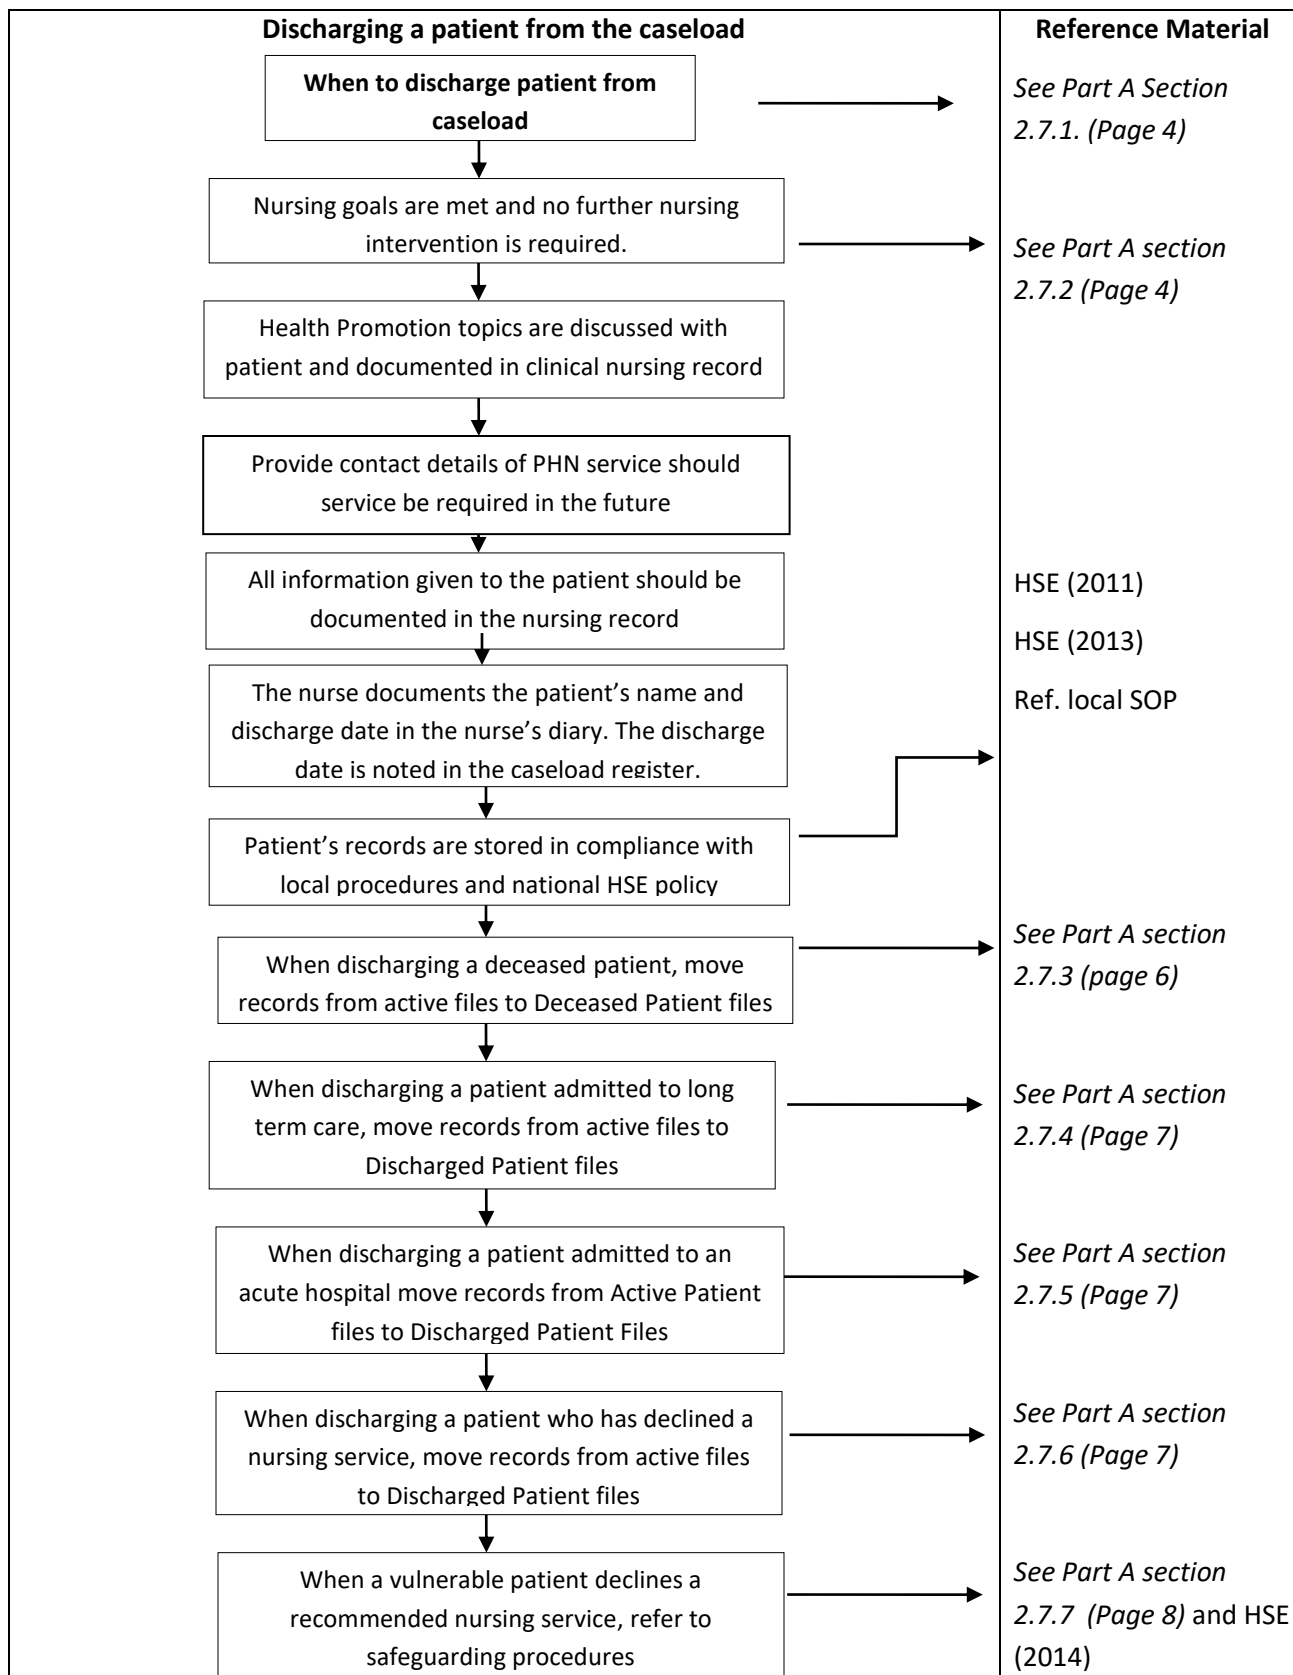 Discharging a patient from the caseload
Reference Material
When to discharge patient from
caseload
See Part A Section
2.7.1. (Page 4)
Nursing goals are met and no further nursing
intervention is required.
See Part A section
2.7.2 (Page 4)
Health Promotion topics are discussed with
patient and documented in clinical nursing record
Provide contact details of PHN service should
service be required in the future
All information given to the patient should be
documented in the nursing record
HSE (2011)
HSE (2013)
Ref. local SOP
The nurse documents the patient’s name and
discharge date in the nurse’s diary. The discharge
date is noted in the caseload register.
Patient’s records are stored in compliance with
local procedures and national HSE policy
When discharging a deceased patient, move
records from active files to Deceased Patient files
See Part A section
2.7.3 (page 6)
When discharging a patient admitted to long
term care, move records from active files to
Discharged Patient files
See Part A section
2.7.4 (Page 7)
When discharging a patient admitted to an
acute hospital move records from Active Patient
files to Discharged Patient Files
See Part A section
2.7.5 (Page 7)
When discharging a patient who has declined a
nursing service, move records from active files
to Discharged Patient files
See Part A section
2.7.6 (Page 7)
When a vulnerable patient declines a
recommended nursing service, refer to
safeguarding procedures
See Part A section
2.7.7 (Page 8) and HSE
(2014)